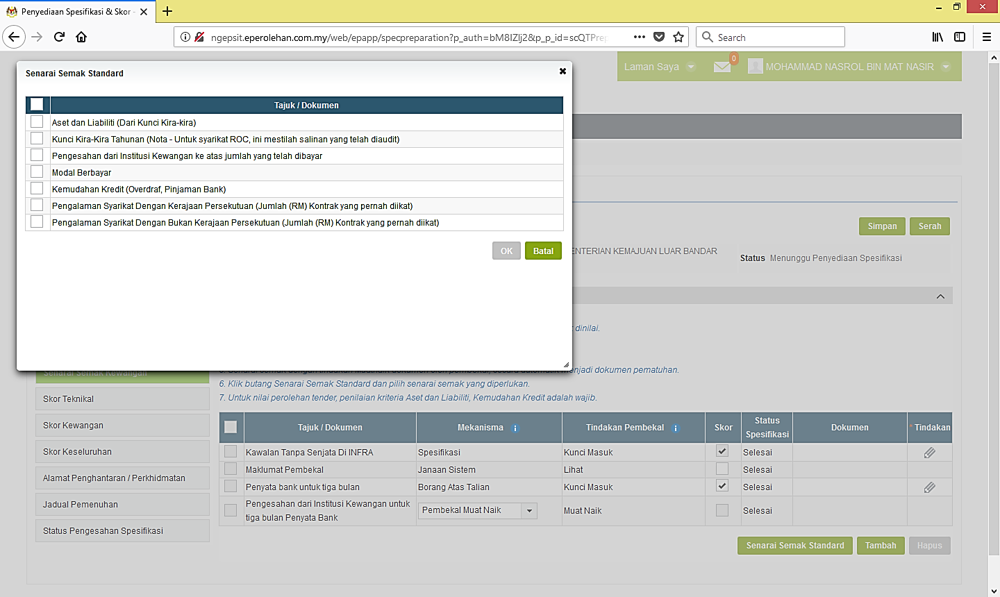 Penyediaan Spesifikasi & Skor -
ngepsit.eperolehan.com.my/web/epapp/specpreparation?p_auth=bM8IZlj2&p_p_id=scQTPrep
Search
Laman Saya
0
MOHAMMAD NASROL BIN MAT NASIR
Senarai Semak Standard
Tajuk / Dokumen
Aset dan Liabiliti (Dari Kunci Kira-kira)
Kunci Kira-Kira Tahunan (Nota - Untuk syarikat ROC, ini mestilah salinan yang telah diaudit)
Pengesahan dari Institusi Kewangan ke atas jumlah yang telah dibayar
Modal Berbayar
Kemudahan Kredit (Overdraf, Pinjaman Bank)
Pengalaman Syarikat Dengan Kerajaan Persekutuan (Jumlah (RM) Kontrak yang pernah diikat)
Pengalaman Syarikat Dengan Bukan Kerajaan Persekutuan (Jumlah (RM) Kontrak yang pernah diikat)
OK Batal
Simpan Serah
ENTERIAN KEMAJUAN LUAR BANDAR
Status Menunggu Penyediaan Spesifikasi
dinilai.
menjadi dokumen pematuhan.
6. Klik butang Senarai Semak Standard dan pilih senarai semak yang diperlukan.
7. Untuk nilai perolehan tender, penilaian kriteria Aset dan Liabiliti, Kemudahan Kredit adalah wajib.
Senarai Semak Kewangan
Skor Teknikal
Skor Kewangan
Skor Keseluruhan
Alamat Penghantaran / Perkhidmatan
Jadual Pemenuhan
Status Pengesahan Spesifikasi
Tajuk / Dokumen Mekanisma i Tindakan Pembekal i Skor Status Spesifikasi Dokumen * Tindakan
Kawalan Tanpa Senjata Di INFRA Spesifikasi Kunci Masuk Selesai
Maklumat Pembekal Janaan Sistem Lihat Selesai
Penyata bank untuk tiga bulan Borang Atas Talian Kunci Masuk Selesai
Pengesahan dari Institusi Kewangan untuk
tiga bulan Penyata Bank Pembekal Muat Naik Muat Naik Selesai
Senarai Semak Standard Tambah Hapus